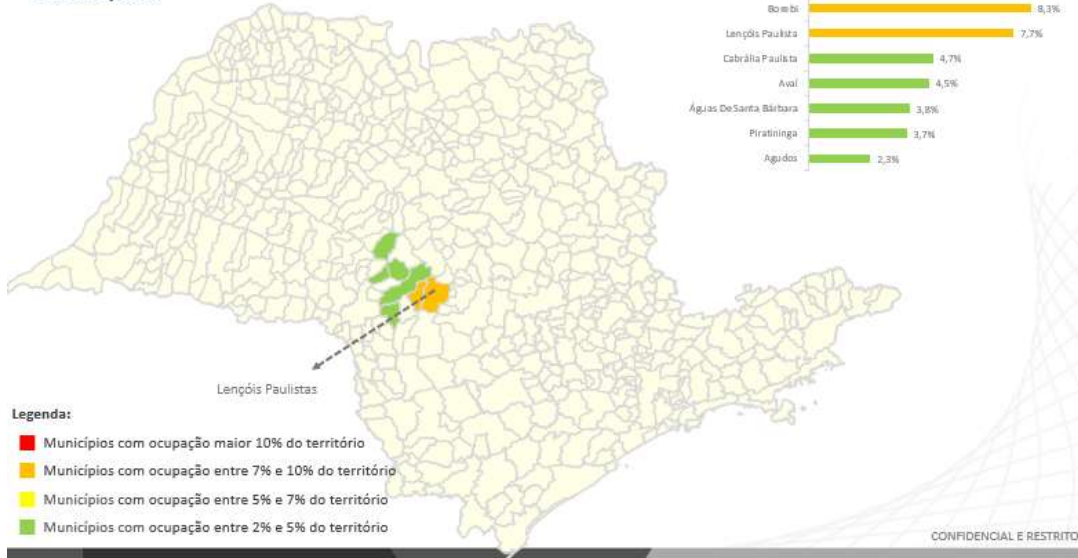 Borebi 8,3%
Lençóis Paulista 7,7%
Cabrália Paulista 4,7%
Avaí 4,5%
Águas De Santa Bárbara 3,8%
Piratininga 3,7%
Agudos 2,3%
Lençóis Paulistas
Legenda:
Municípios com ocupação maior 10% do território
Municípios com ocupação entre 7% e 10% do território
Municípios com ocupação entre 5% e 7% do território
Municípios com ocupação entre 2% e 5% do território
CONFIDENCIAL E RESTRITO